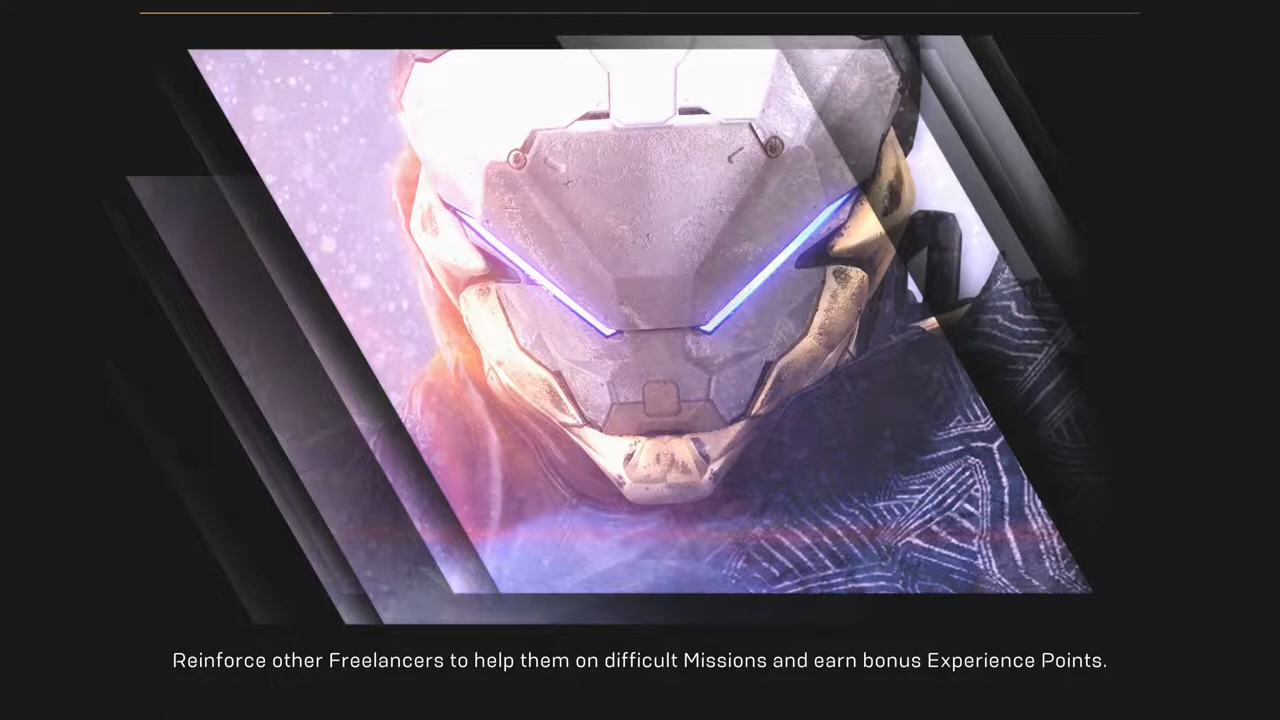 Reinforce other Freelancers to help them on difficult Missions and earn bonus Experience Points.